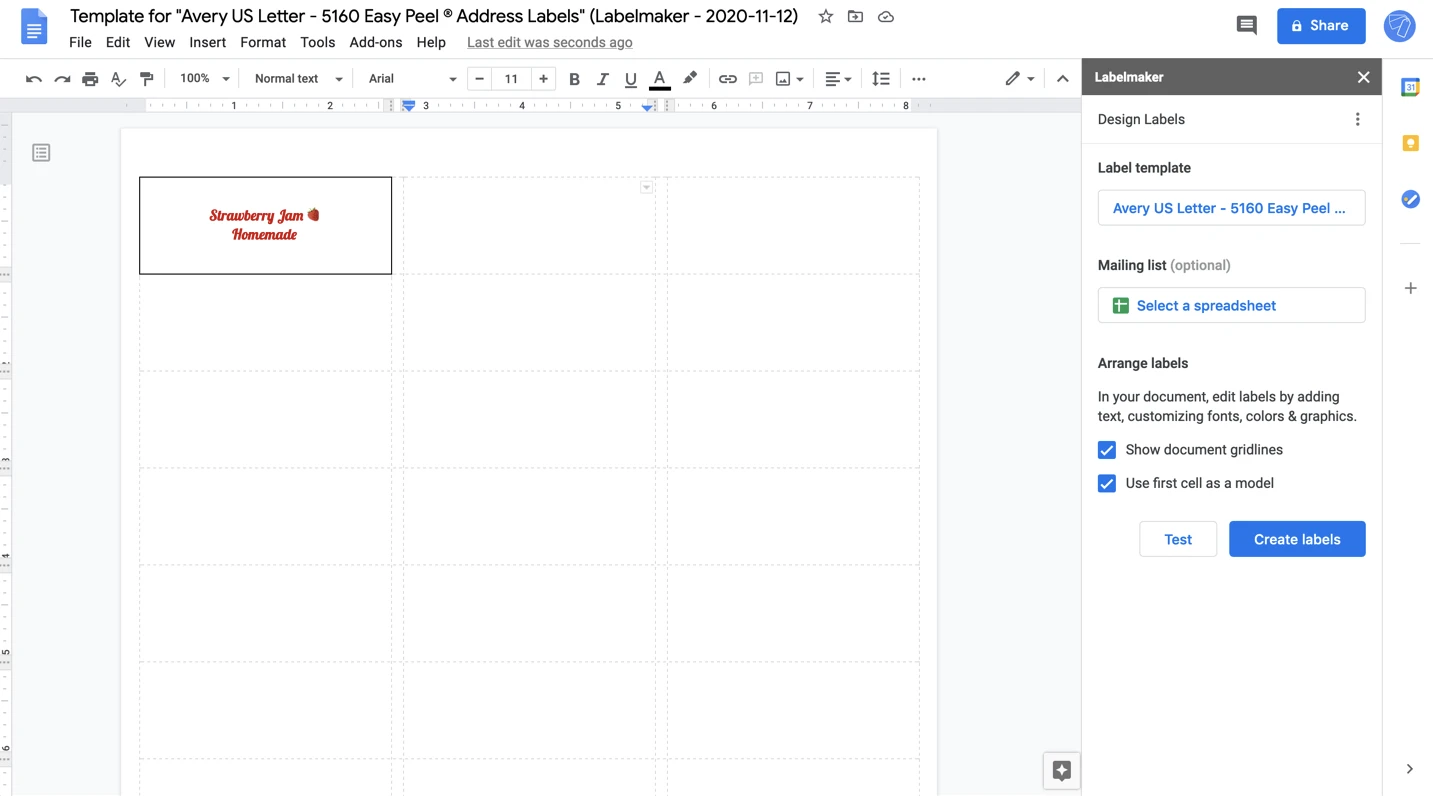 Template for "Avery US Letter - 5160 Easy Peel ® Address Labels" (Labelmaker - 2020-11-12)
Share
File Edit View Insert Format Tools Add-ons Help Last edit was seconds ago
100% Normal text Arial − 11 + B I U A
Labelmaker
31
1 2 3 4 5 6 7 8
Design Labels
Label template
Avery US Letter - 5160 Easy Peel ...
Strawberry Jam 🍓
Homemade
Mailing list (optional)
Select a spreadsheet
Arrange labels
In your document, edit labels by adding
text, customizing fonts, colors & graphics.
Show document gridlines
Use first cell as a model
Test Create labels
3
4
5
6